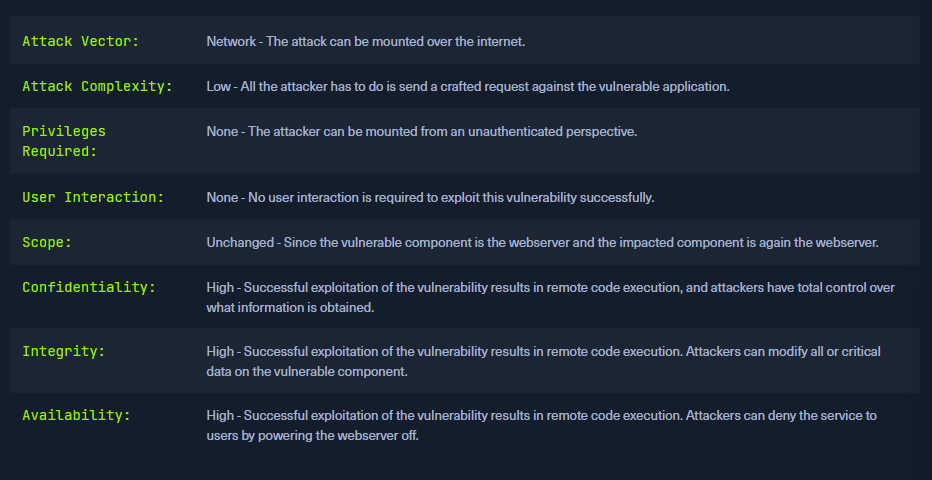 Attack Vector: Network - The attack can be mounted over the internet.
Attack Complexity: Low - All the attacker has to do is send a crafted request against the vulnerable application.
Privileges Required: None - The attacker can be mounted from an unauthenticated perspective.
User Interaction: None - No user interaction is required to exploit this vulnerability successfully.
Scope: Unchanged - Since the vulnerable component is the webserver and the impacted component is again the webserver.
Confidentiality: High - Successful exploitation of the vulnerability results in remote code execution, and attackers have total control over
what information is obtained.
Integrity: High - Successful exploitation of the vulnerability results in remote code execution. Attackers can modify all or critical
data on the vulnerable component.
Availability: High - Successful exploitation of the vulnerability results in remote code execution. Attackers can deny the service to
users by powering the webserver off.